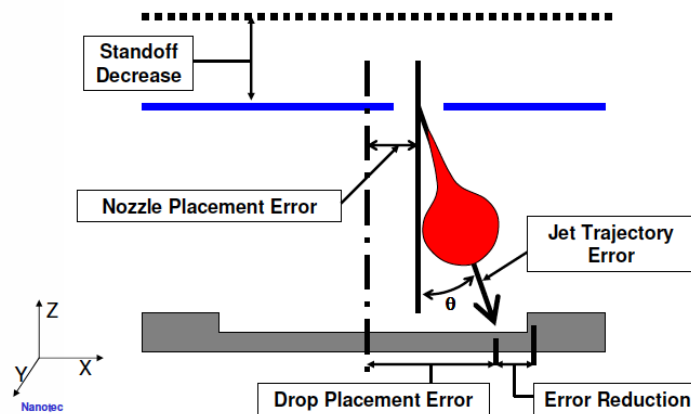 Standoff
Decrease
Nozzle Placement Error
Jet Trajectory
Error
θ
Z
Y
X
Nanotec
Drop Placement Error
Error Reduction